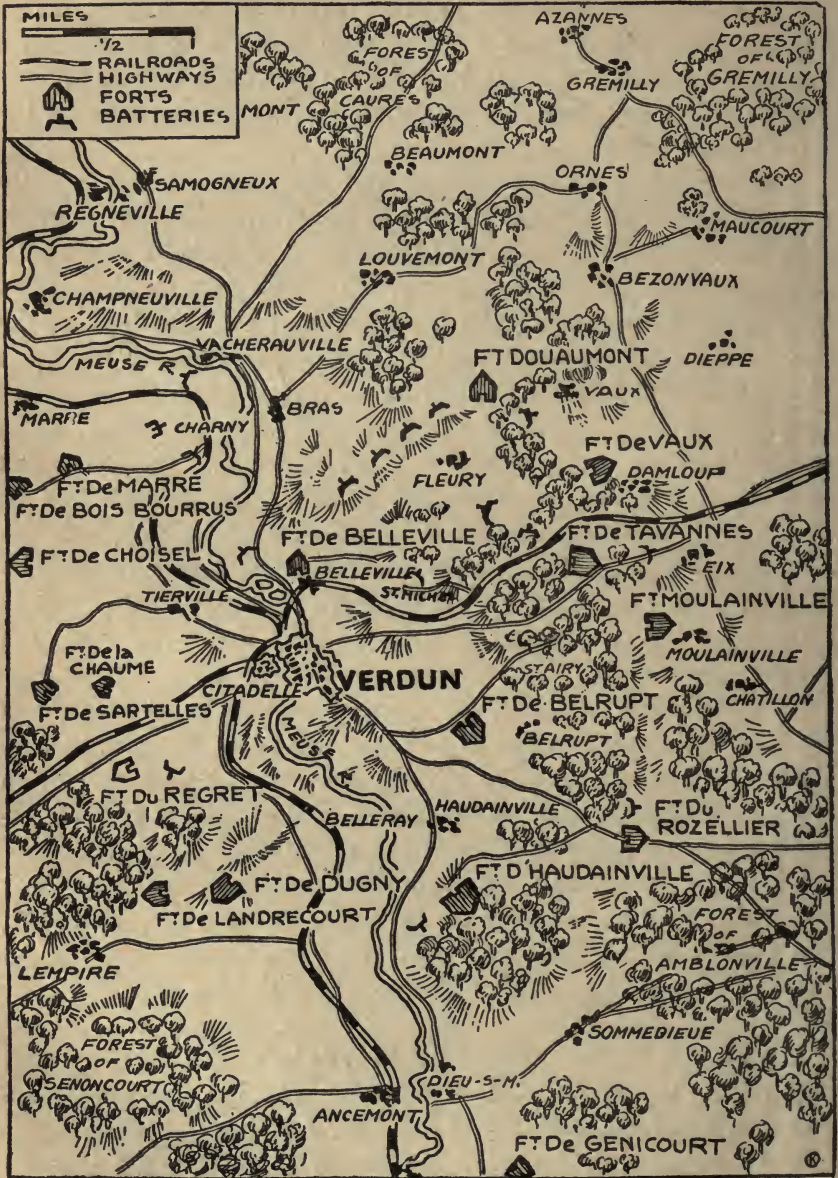 MILES
1/2
RAILROADS
HIGHWAYS
FORTS
BATTERIES
MONT
FOREST
OF
CAURES
AZANNES
GREMILLY
FOREST
OF
GREMILLY
BEAUMONT
SAMOGNEUX
REGNEVILLE
ORNES
MAUCOURT
LOUVEMONT
BEZONVAUX
CHAMPNEUVILLE
VACHERAUVILLE
MEUSE R.
FT DOUAUMONT
DIEPPE
VAUX
MARRE
CHARNY
BRAS
FLEURY
FT De VAUX
DAMLOUP
FT De MARRE
FT De BOIS BOURRUS
FT De CHOISEL
FT De BELLEVILLE
FT De TAVANNES
BELLEVILLE
ST. MICHEL
EIX
TIERVILLE
FT MOULAINVILLE
MOULAINVILLE
FT De la
CHAUME
CITADELLE
VERDUN
ST AIRY
CHATILLON
FT De SARTELLES
FT De BELRUPT
BELRUPT
MEUSE R.
FT Du REGRET
BELLERAY
HAUDAINVILLE
FT Du
ROZELLIER
FT De DUGNY
FT D'HAUDAINVILLE
FT De LANDRECOURT
FOREST
OF
AMBLONVILLE
LEMPIRE
SOMMEDIEUE
FOREST
OF
SENONCOURT
DIEU-S-M.
ANCEMONT
FT De GENICOURT
K